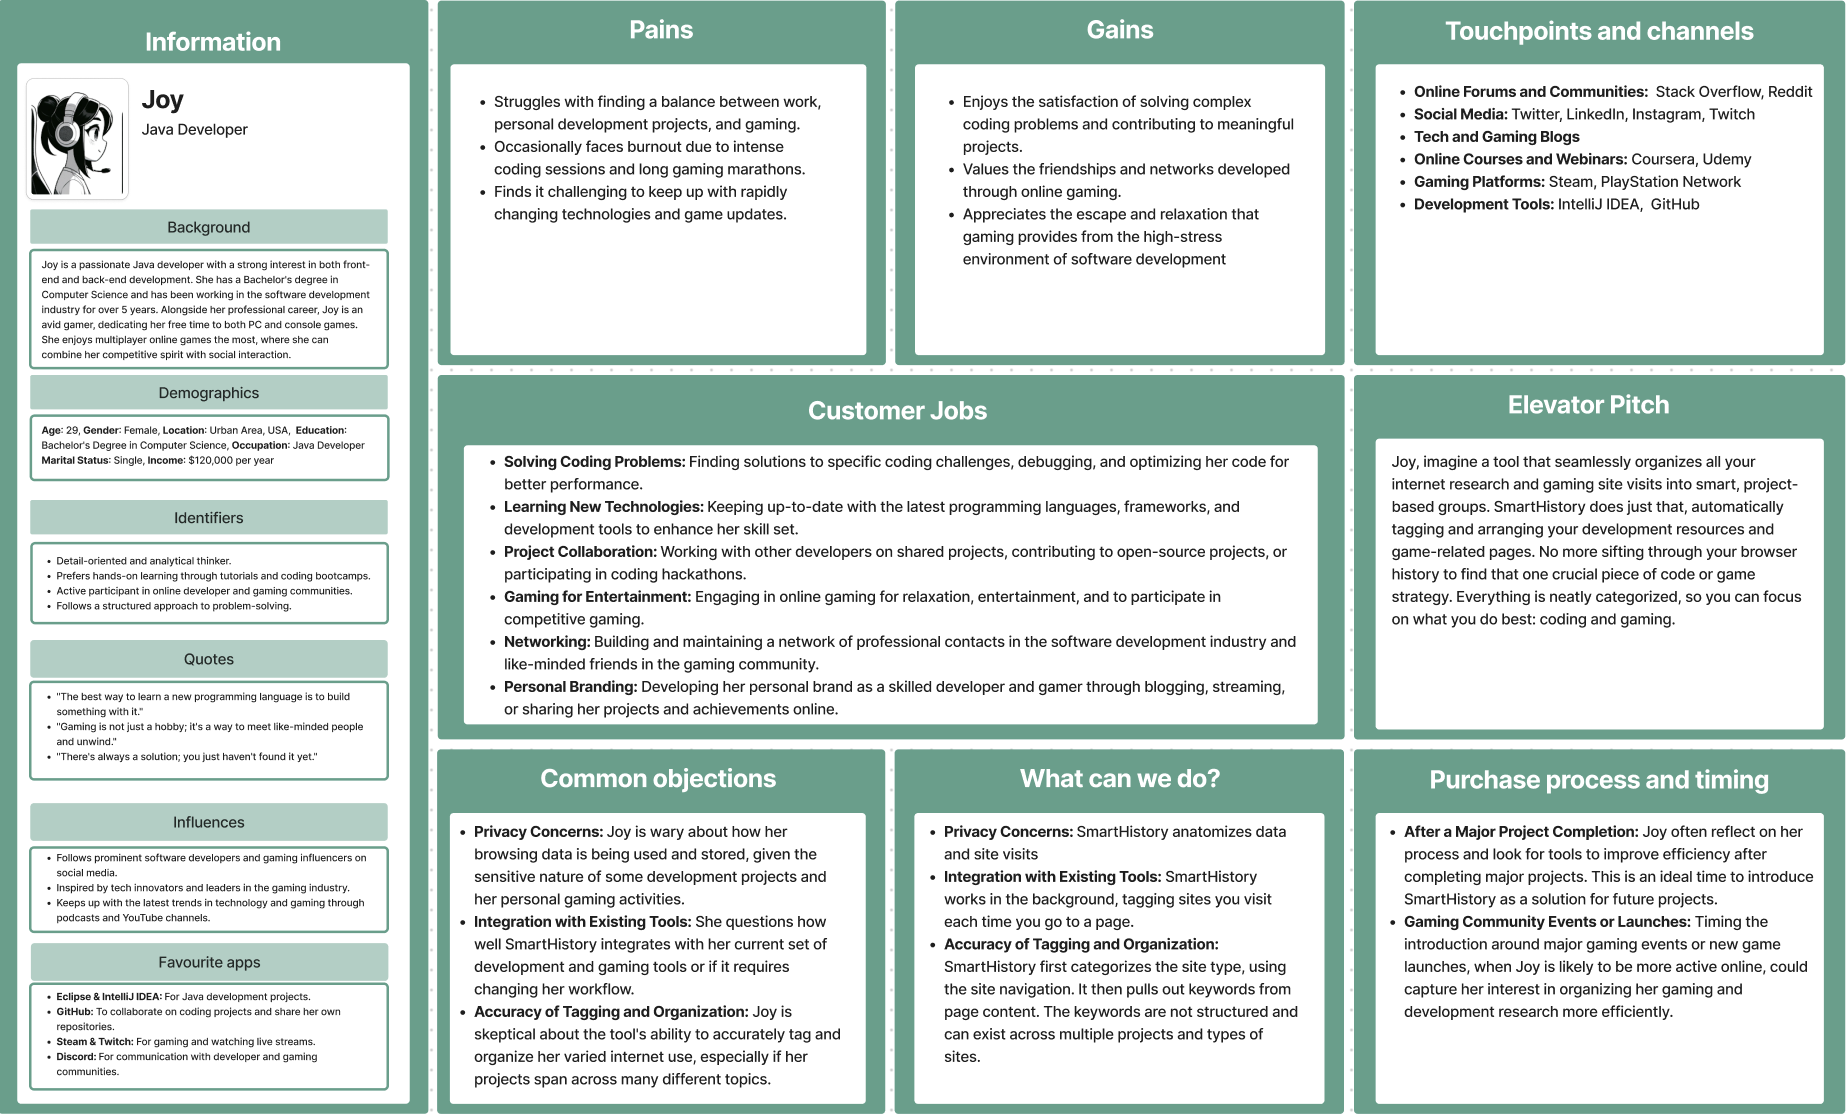 Information
Joy
Java Developer
Background
Joy is a passionate Java developer with a strong interest in both front-
end and back-end development. She has a Bachelor's degree in
Computer Science and has been working in the software development
industry for over 5 years. Alongside her professional career, Joy is an
avid gamer, dedicating her free time to both PC and console games.
She enjoys multiplayer online games the most, where she can
combine her competitive spirit with social interaction.
Demographics
Age: 29, Gender: Female, Location: Urban Area, USA, Education:
Bachelor's Degree in Computer Science, Occupation: Java Developer
Marital Status: Single, Income: $120,000 per year
Identifiers
• Detail-oriented and analytical thinker.
• Prefers hands-on learning through tutorials and coding bootcamps.
• Active participant in online developer and gaming communities.
• Follows a structured approach to problem-solving.
Quotes
• "The best way to learn a new programming language is to build
something with it."
• "Gaming is not just a hobby; it's a way to meet like-minded people
and unwind."
• "There's always a solution; you just haven't found it yet."
Influences
• Follows prominent software developers and gaming influencers on
social media.
• Inspired by tech innovators and leaders in the gaming industry.
• Keeps up with the latest trends in technology and gaming through
podcasts and YouTube channels.
Favourite apps
• Eclipse & IntelliJ IDEA: For Java development projects.
• GitHub: To collaborate on coding projects and share her own
repositories.
• Steam & Twitch: For gaming and watching live streams.
• Discord: For communication with developer and gaming
communities.
Pains
• Struggles with finding a balance between work,
personal development projects, and gaming.
• Occasionally faces burnout due to intense
coding sessions and long gaming marathons.
• Finds it challenging to keep up with rapidly
changing technologies and game updates.
Gains
• Enjoys the satisfaction of solving complex
coding problems and contributing to meaningful
projects.
• Values the friendships and networks developed
through online gaming.
• Appreciates the escape and relaxation that
gaming provides from the high-stress
environment of software development
Touchpoints and channels
• Online Forums and Communities: Stack Overflow, Reddit
• Social Media: Twitter, LinkedIn, Instagram, Twitch
• Tech and Gaming Blogs
• Online Courses and Webinars: Coursera, Udemy
• Gaming Platforms: Steam, PlayStation Network
• Development Tools: IntelliJ IDEA, GitHub
Customer Jobs
• Solving Coding Problems: Finding solutions to specific coding challenges, debugging, and optimizing her code for
better performance.
• Learning New Technologies: Keeping up-to-date with the latest programming languages, frameworks, and
development tools to enhance her skill set.
• Project Collaboration: Working with other developers on shared projects, contributing to open-source projects, or
participating in coding hackathons.
• Gaming for Entertainment: Engaging in online gaming for relaxation, entertainment, and to participate in
competitive gaming.
• Networking: Building and maintaining a network of professional contacts in the software development industry and
like-minded friends in the gaming community.
• Personal Branding: Developing her personal brand as a skilled developer and gamer through blogging, streaming,
or sharing her projects and achievements online.
Elevator Pitch
Joy, imagine a tool that seamlessly organizes all your
internet research and gaming site visits into smart, project-
based groups. SmartHistory does just that, automatically
tagging and arranging your development resources and
game-related pages. No more sifting through your browser
history to find that one crucial piece of code or game
strategy. Everything is neatly categorized, so you can focus
on what you do best: coding and gaming.
Common objections
• Privacy Concerns: Joy is wary about how her
browsing data is being used and stored, given the
sensitive nature of some development projects and
her personal gaming activities.
• Integration with Existing Tools: She questions how
well SmartHistory integrates with her current set of
development and gaming tools or if it requires
changing her workflow.
• Accuracy of Tagging and Organization: Joy is
skeptical about the tool's ability to accurately tag and
organize her varied internet use, especially if her
projects span across many different topics.
What can we do?
• Privacy Concerns: SmartHistory anatomizes data
and site visits
• Integration with Existing Tools: SmartHistory
works in the background, tagging sites you visit
each time you go to a page.
• Accuracy of Tagging and Organization:
SmartHistory first categorizes the site type, using
the site navigation. It then pulls out keywords from
page content. The keywords are not structured and
can exist across multiple projects and types of
sites.
Purchase process and timing
• After a Major Project Completion: Joy often reflect on her
process and look for tools to improve efficiency after
completing major projects. This is an ideal time to introduce
SmartHistory as a solution for future projects.
• Gaming Community Events or Launches: Timing the
introduction around major gaming events or new game
launches, when Joy is likely to be more active online, could
capture her interest in organizing her gaming and
development research more efficiently.